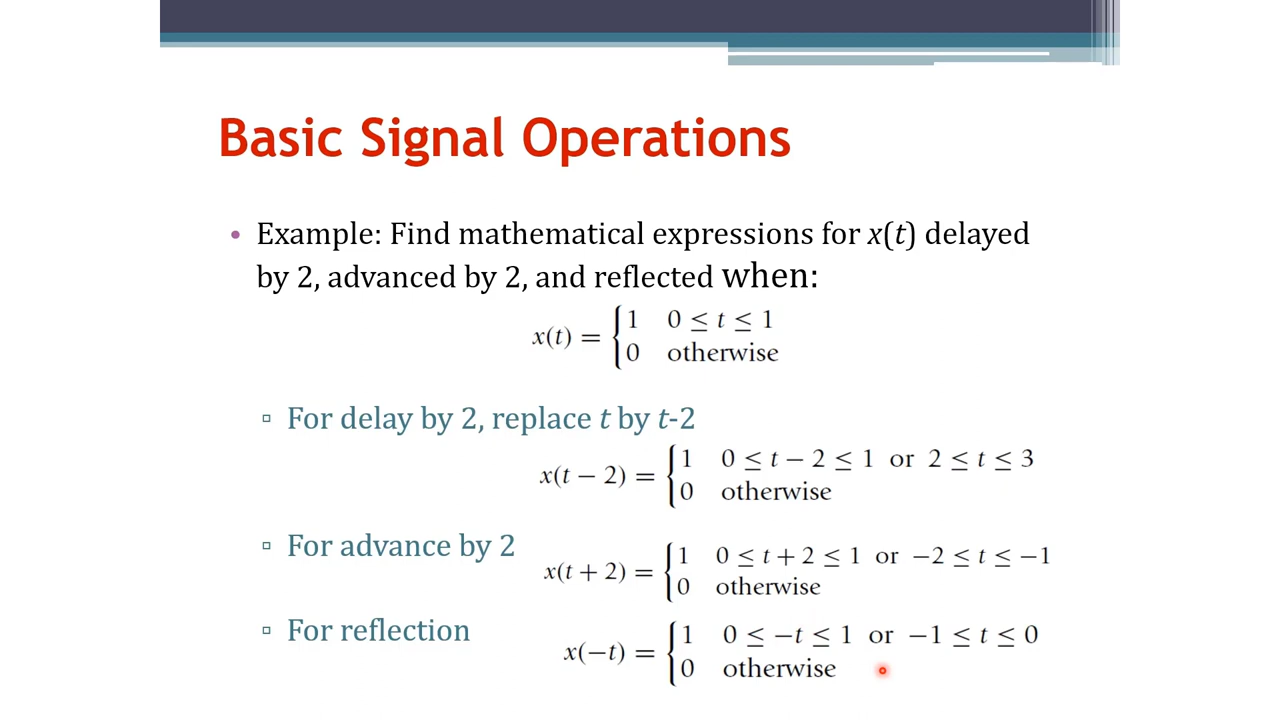 Basic Signal Operations
• Example: Find mathematical expressions for x(t) delayed
by 2, advanced by 2, and reflected when:
x(t) = { 1 0 ≤ t ≤ 1
0 otherwise
▫ For delay by 2, replace t by t-2
x(t − 2) = { 1 0 ≤ t − 2 ≤ 1 or 2 ≤ t ≤ 3
0 otherwise
▫ For advance by 2
x(t + 2) = { 1 0 ≤ t + 2 ≤ 1 or −2 ≤ t ≤ −1
0 otherwise
▫ For reflection
x(−t) = { 1 0 ≤ −t ≤ 1 or −1 ≤ t ≤ 0
0 otherwise